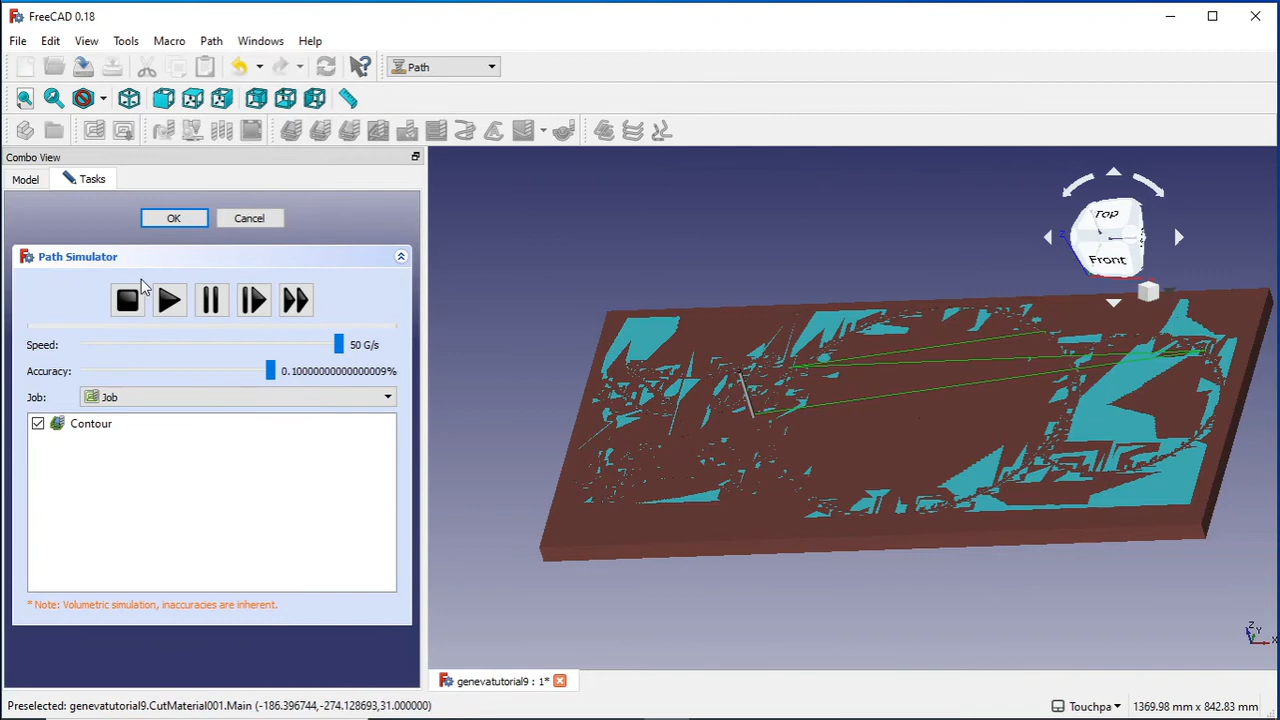 FreeCAD 0.18
File Edit View Tools Macro Path Windows Help
Path
Combo View
Model Tasks
OK Cancel
Path Simulator
Speed: 50 G/s
Accuracy: 0.10000000000000009%
Job: Job
Contour
* Note: Volumetric simulation, inaccuracies are inherent.
Top
Front
Z
Z Y
X
genevatutorial9 : 1*
Preselected: genevatutorial9.CutMaterial001.Main (-186.396744,-274.128693,31.000000)
Touchpa 1369.98 mm x 842.83 mm